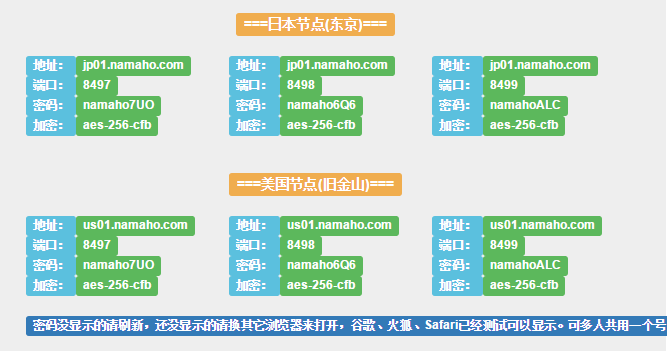 ===日本节点(东京)===
地址： jp01.namaho.com 地址： jp01.namaho.com 地址： jp01.namaho.com
端口： 8497 端口： 8498 端口： 8499
密码： namaho7UO 密码： namaho6Q6 密码： namahoALC
加密： aes-256-cfb 加密： aes-256-cfb 加密： aes-256-cfb
===美国节点(旧金山)===
地址： us01.namaho.com 地址： us01.namaho.com 地址： us01.namaho.com
端口： 8497 端口： 8498 端口： 8499
密码： namaho7UO 密码： namaho6Q6 密码： namahoALC
加密： aes-256-cfb 加密： aes-256-cfb 加密： aes-256-cfb
密码没显示的请刷新，还没显示的请换其它浏览器来打开，谷歌、火狐、Safari已经测试可以显示。可多人共用一个号